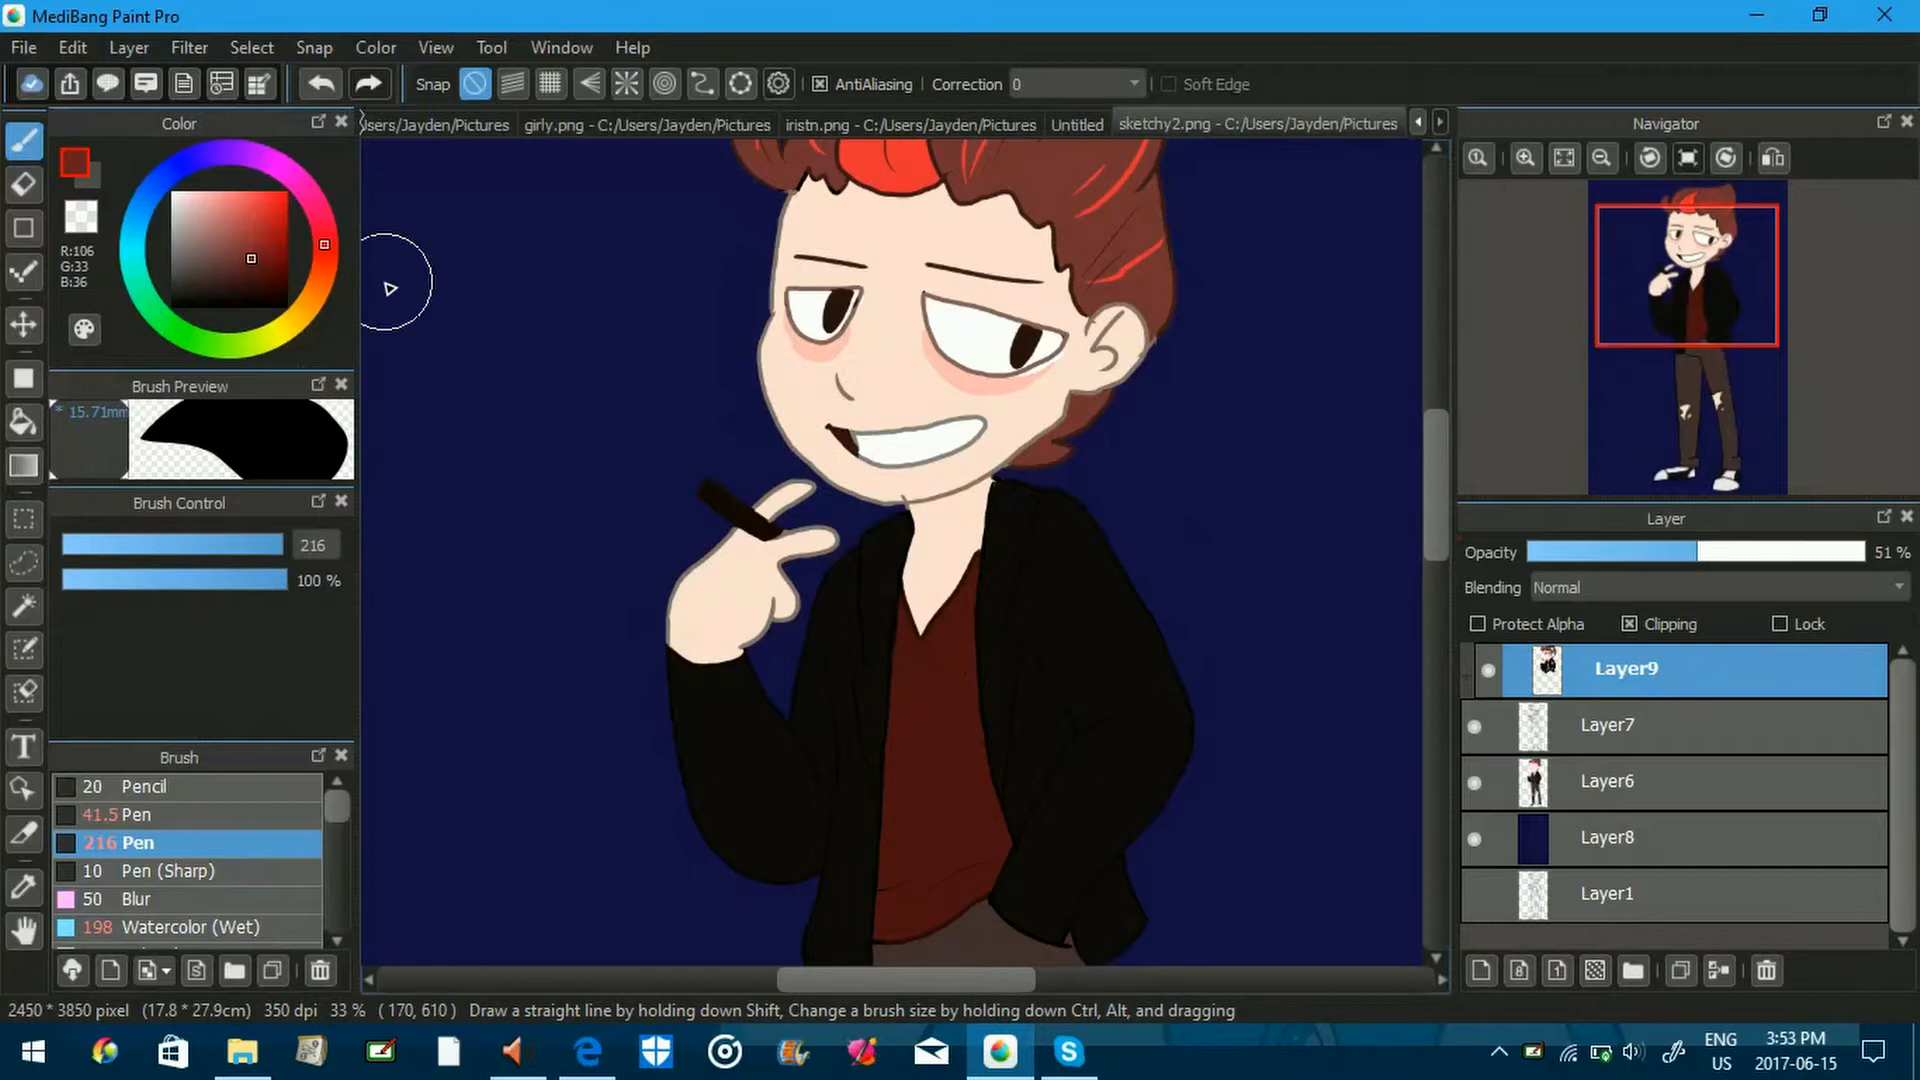 MediBang Paint Pro
File Edit Layer Filter Select Snap Color View Tool Window Help
Snap AntiAliasing Correction 0 Soft Edge
Color
Users/Jayden/Pictures girly.png - C:/Users/Jayden/Pictures iristn.png - C:/Users/Jayden/Pictures Untitled sketchy2.png - C:/Users/Jayden/Pictures
Navigator
R:106
G:33
B:36
Brush Preview
* 15.71mm
Brush Control
216
100 %
Layer
Opacity 51 %
Blending Normal
Protect Alpha Clipping Lock
Layer9
Layer7
Layer6
Layer8
Layer1
Brush
20 Pencil
41.5 Pen
216 Pen
10 Pen (Sharp)
50 Blur
198 Watercolor (Wet)
2450 * 3850 pixel (17.8 * 27.9cm) 350 dpi 33 % ( 170, 610 ) Draw a straight line by holding down Shift, Change a brush size by holding down Ctrl, Alt, and dragging
ENG
US
3:53 PM
2017-06-15